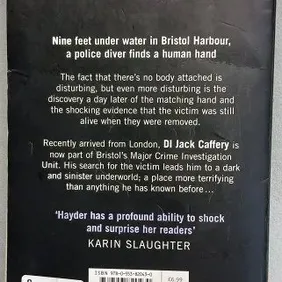 Nine feet under water in Bristol Harbour,
a police diver finds a human hand
The fact that there's no body attached is
disturbing, but even more disturbing is the
discovery a day later of the matching hand and
the shocking evidence that the victim was still
alive when they were removed.
Recently arrived from London, DI Jack Caffery is
now part of Bristol's Major Crime Investigation
Unit. His search for the victim leads him to a dark
and sinister underworld; a place more terrifying
than anything he has known before ...
'Hayder has a profound ability to shock
and surprise her readers'
KARIN SLAUGHTER
£6.99